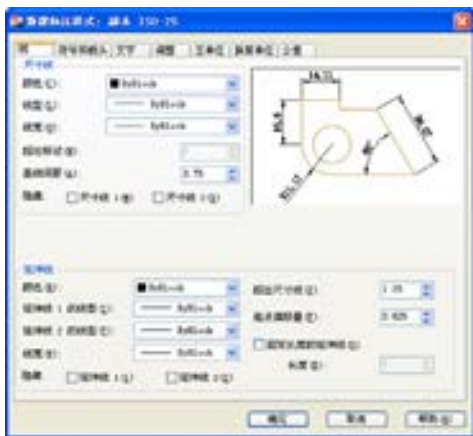 新建标注样式: 副本 ISO-25
线 符号和箭头 文字 调整 主单位 换算单位 公差
尺寸线
颜色(C): ByBlock
线型(L): ByBlock
线宽(G): ByBlock
超出标记(N):
基线间距(A): 3.75
隐藏: 尺寸线 1(M) 尺寸线 2(D)
延伸线
颜色(R): ByBlock
延伸线 1 的线型(I): ByBlock
延伸线 2 的线型(T): ByBlock
线宽(W): ByBlock
隐藏: 延伸线 1(1) 延伸线 2(2)
超出尺寸线(X): 1.25
起点偏移量(F): 0.625
固定长度的延伸线(O)
长度(E):
确定 取消 帮助(H)